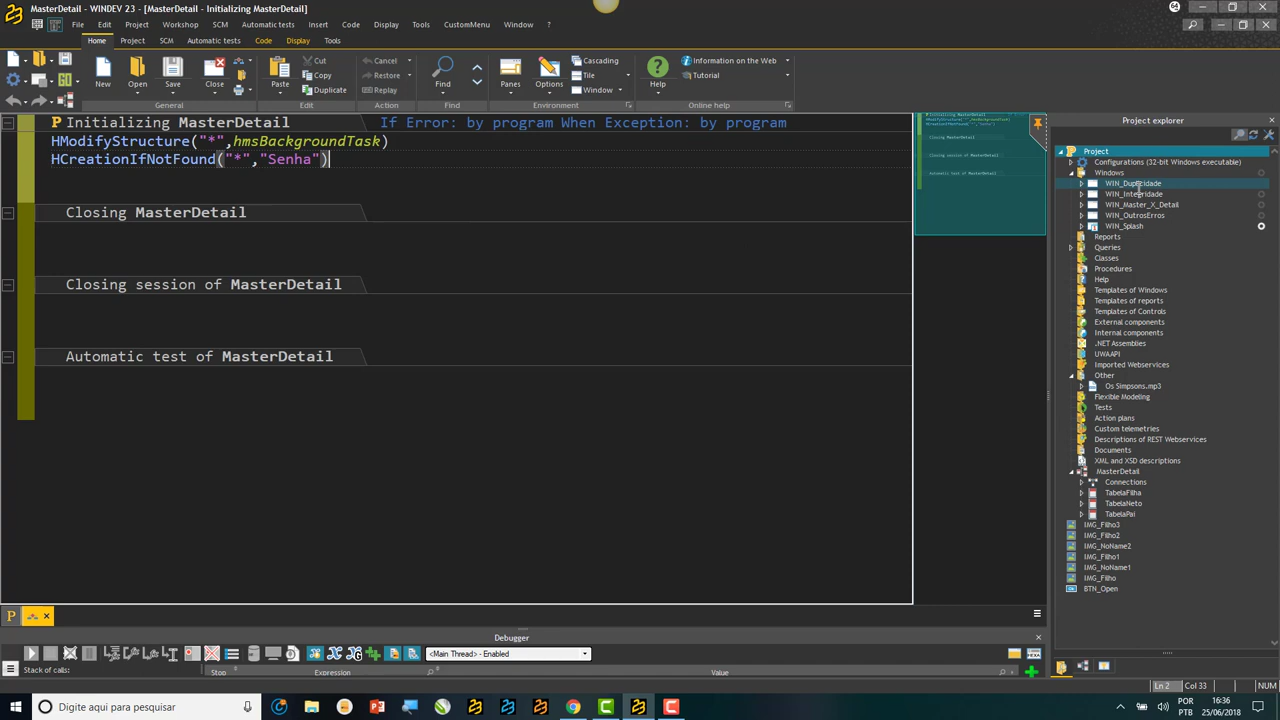 MasterDetail - WINDEV 23 - [MasterDetail - Initializing MasterDetail]
64
File Edit Project Workshop SCM Automatic tests Insert Code Display Tools CustomMenu Window ?
Home Project SCM Automatic tests Code Display Tools
New Open Save Close
General
Paste
Cut
Copy
Duplicate
Edit
Cancel
Restore
Replay
Action
Find
Find
Panes Options
Cascading
Tile
Window
Environment
Help
Information on the Web
Tutorial
Online help
GO
P Initializing MasterDetail If Error: by program When Exception: by program
HModifyStructure("*",
HCreationIfNotFound("*",
Closing MasterDetail
Closing session of MasterDetail
Automatic test of MasterDetail
Project explorer
Project
Configurations (32-bit Windows executable)
Windows
WIN_Duplicidade
WIN_Integridade
WIN_Master_X_Detail
WIN_OutrosErros
WIN_Splash
Reports
Queries
Classes
Procedures
Help
Templates of Windows
Templates of reports
Templates of Controls
External components
Internal components
.NET Assemblies
UWAAPI
Imported Webservices
Other
Os Simpsons.mp3
Flexible Modeling
Tests
Action plans
Custom telemetries
Descriptions of REST Webservices
Documents
XML and XSD descriptions
MasterDetail
Connections
TabelaFilha
TabelaNeto
TabelaPai
IMG_Filho3
IMG_Filho2
IMG_NoName2
IMG_Filho1
IMG_NoName1
IMG_Filho
BTN_Open
P
Debugger
<Main Thread> - Enabled
Stack of calls:
Stop Expression Value
Ln 2 Col 33 NUM
Digite aqui para pesquisar
POR
PTB
16:36
25/06/2018